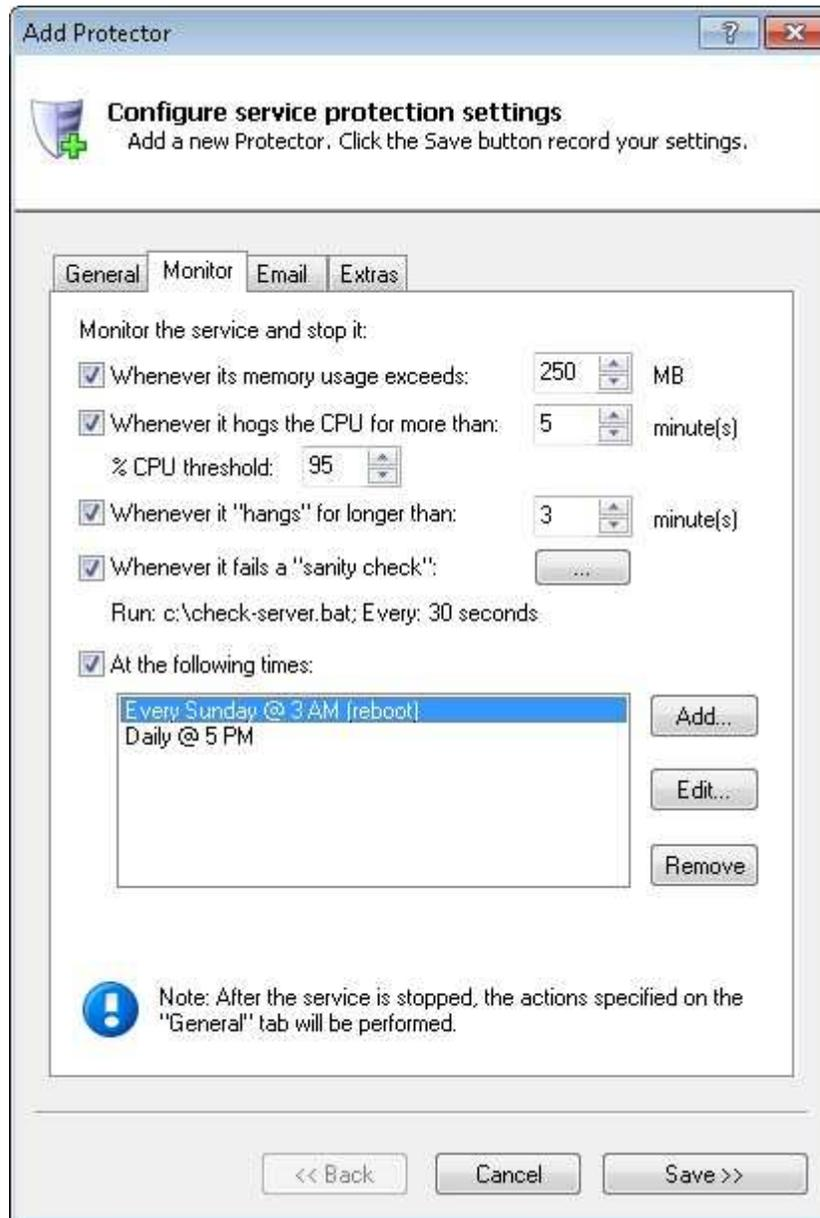 Add Protector
?
Configure service protection settings
Add a new Protector. Click the Save button record your settings.
General Monitor Email Extras
Monitor the service and stop it:
Whenever its memory usage exceeds: 250 MB
Whenever it hogs the CPU for more than: 5 minute(s)
% CPU threshold: 95
Whenever it "hangs" for longer than: 3 minute(s)
Whenever it fails a "sanity check": ...
Run: c:\check-server.bat; Every: 30 seconds
At the following times:
Every Sunday @ 3 AM (reboot)
Daily @ 5 PM
Add...
Edit...
Remove
Note: After the service is stopped, the actions specified on the
"General" tab will be performed.
<< Back Cancel Save >>